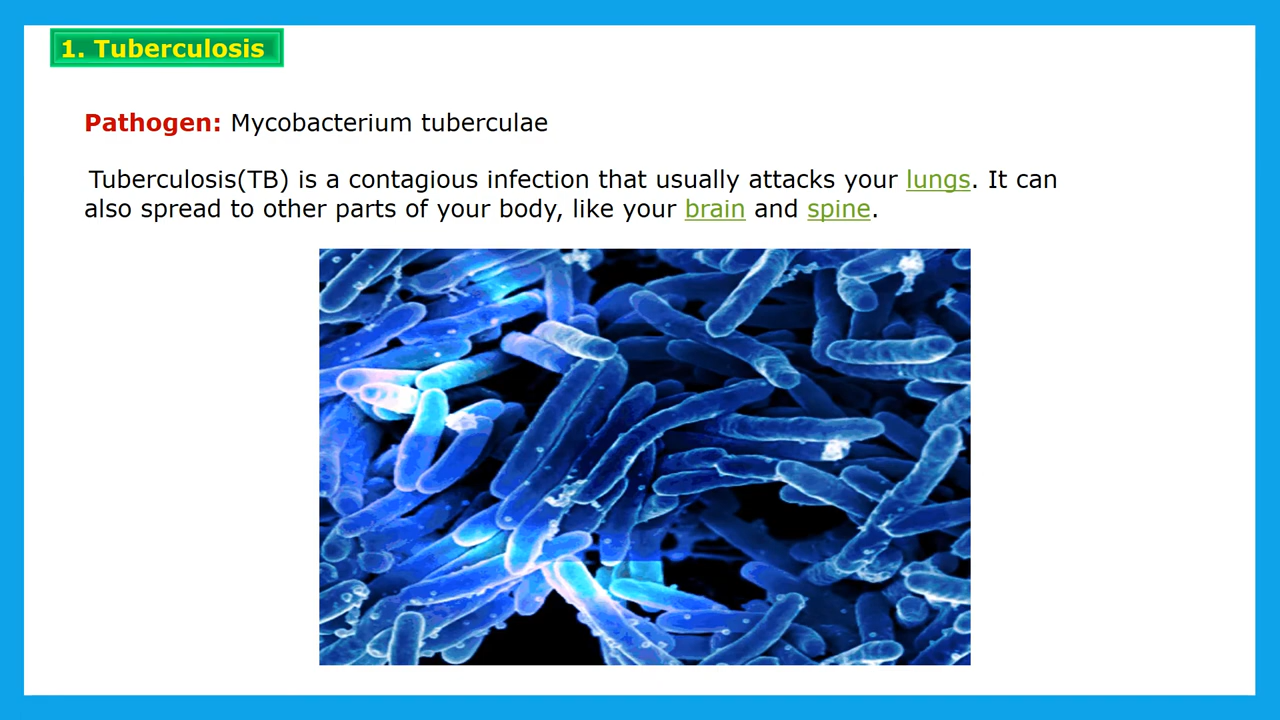 1. Tuberculosis
Pathogen: Mycobacterium tuberculae
Tuberculosis(TB) is a contagious infection that usually attacks your lungs. It can
also spread to other parts of your body, like your brain and spine.